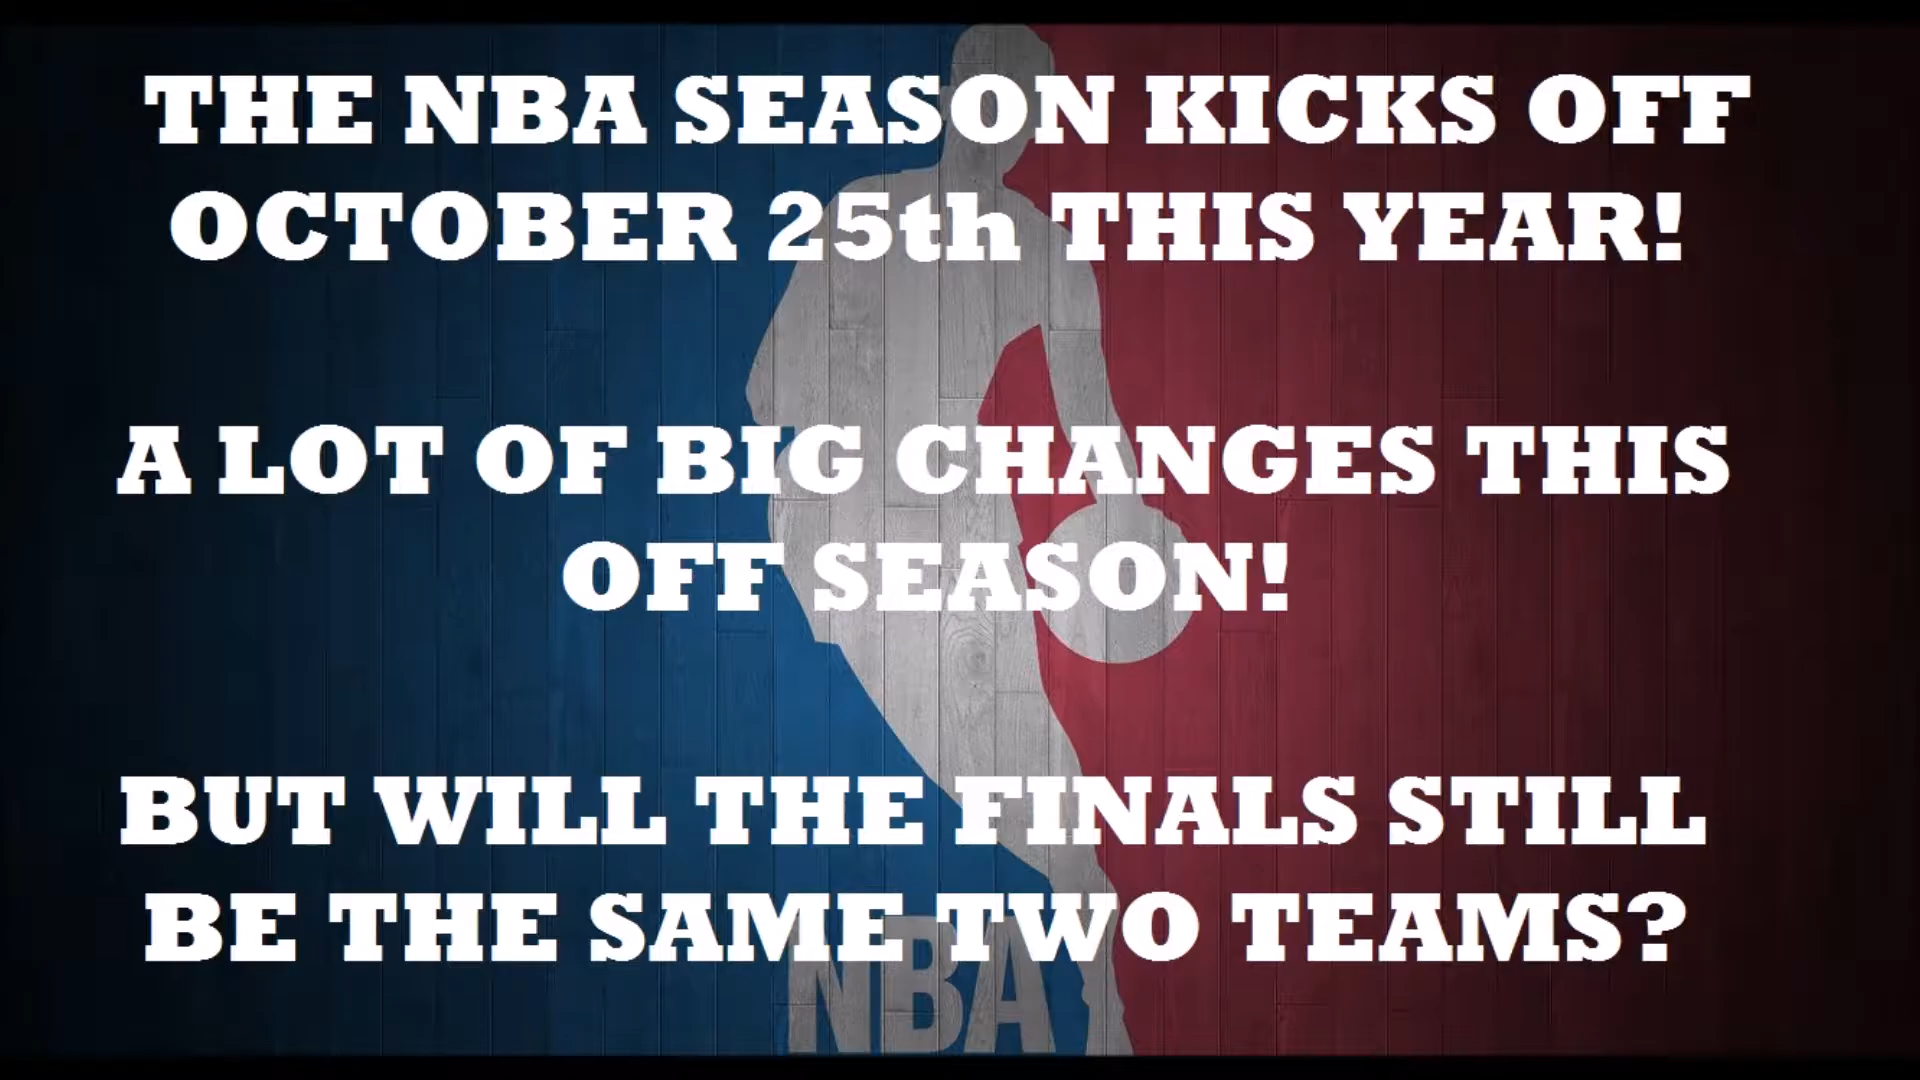 THE NBA SEASON KICKS OFF
OCTOBER 25th THIS YEAR!
A LOT OF BIG CHANGES THIS
OFF SEASON!
BUT WILL THE FINALS STILL
BE THE SAME TWO TEAMS?
NBA